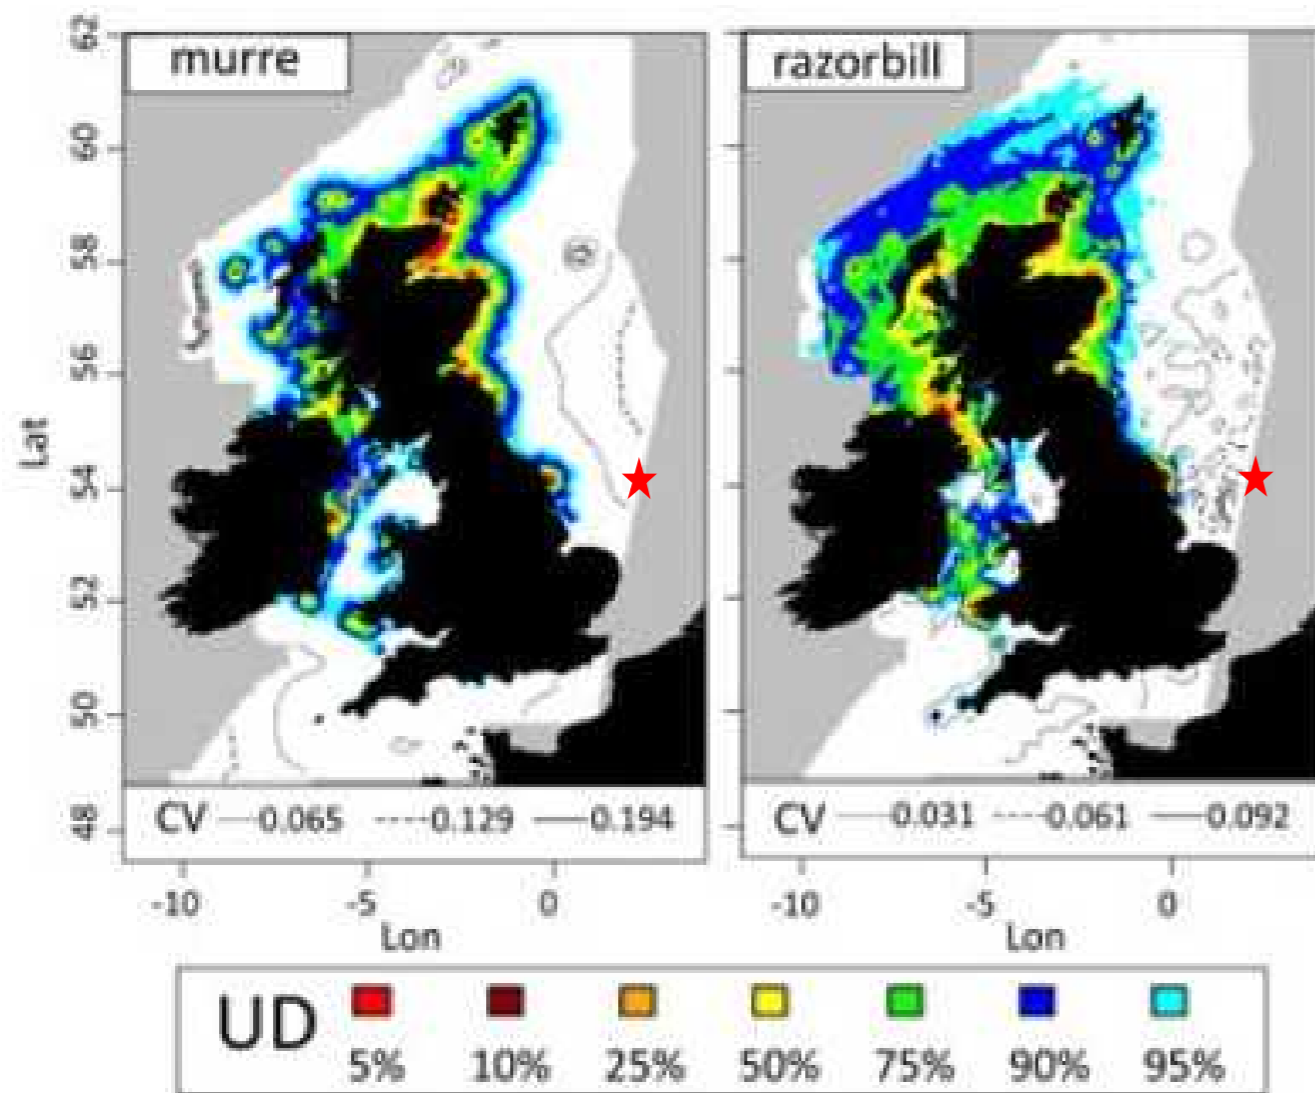 murre
razorbill
62
60
58
56
54
52
50
48
Lat
CV 0.065 0.129 0.194
CV 0.031 0.061 0.092
-10 -5 0
-10 -5 0
Lon
Lon
UD
5% 10% 25% 50% 75% 90% 95%